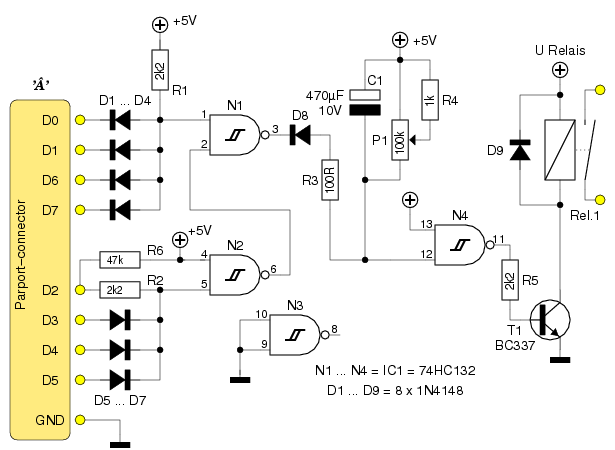 'Â'
Parport-connector
D0
D1
D6
D7
D2
D3
D4
D5
GND
+5V
2k2
R1
D1 ... D4
1
2
N1
3
D8
R3
100R
+5V
C1
470µF
10V
P1
100k
1k
R4
U Relais
D9
Rel.1
R6
47k
R2
2k2
+5V
4
5
N2
6
13
12
N4
11
2k2
R5
T1
BC337
10
9
N3
8
D5 ... D7
N1 ... N4 = IC1 = 74HC132
D1 ... D9 = 8 x 1N4148